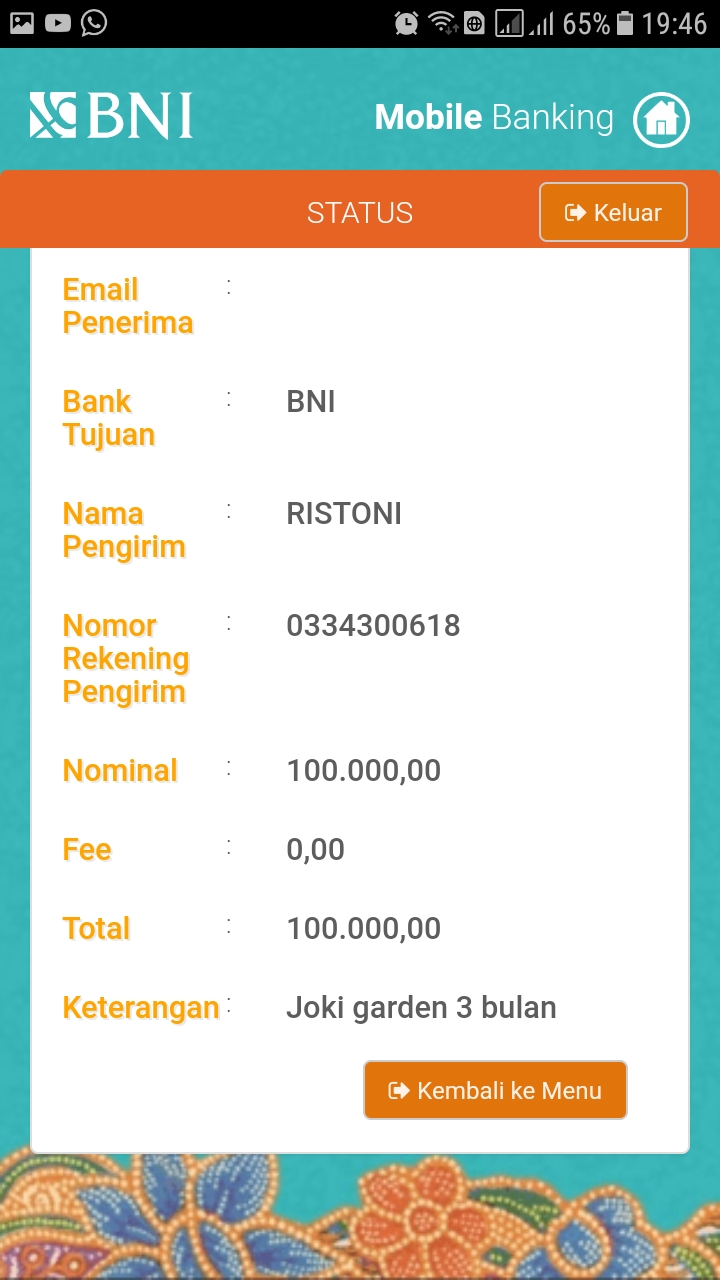 65% 19:46
BNI Mobile Banking
STATUS Keluar
Email Penerima :
Bank Tujuan : BNI
Nama Pengirim : RISTONI
Nomor Rekening Pengirim : 0334300618
Nominal : 100.000,00
Fee : 0,00
Total : 100.000,00
Keterangan : Joki garden 3 bulan
Kembali ke Menu